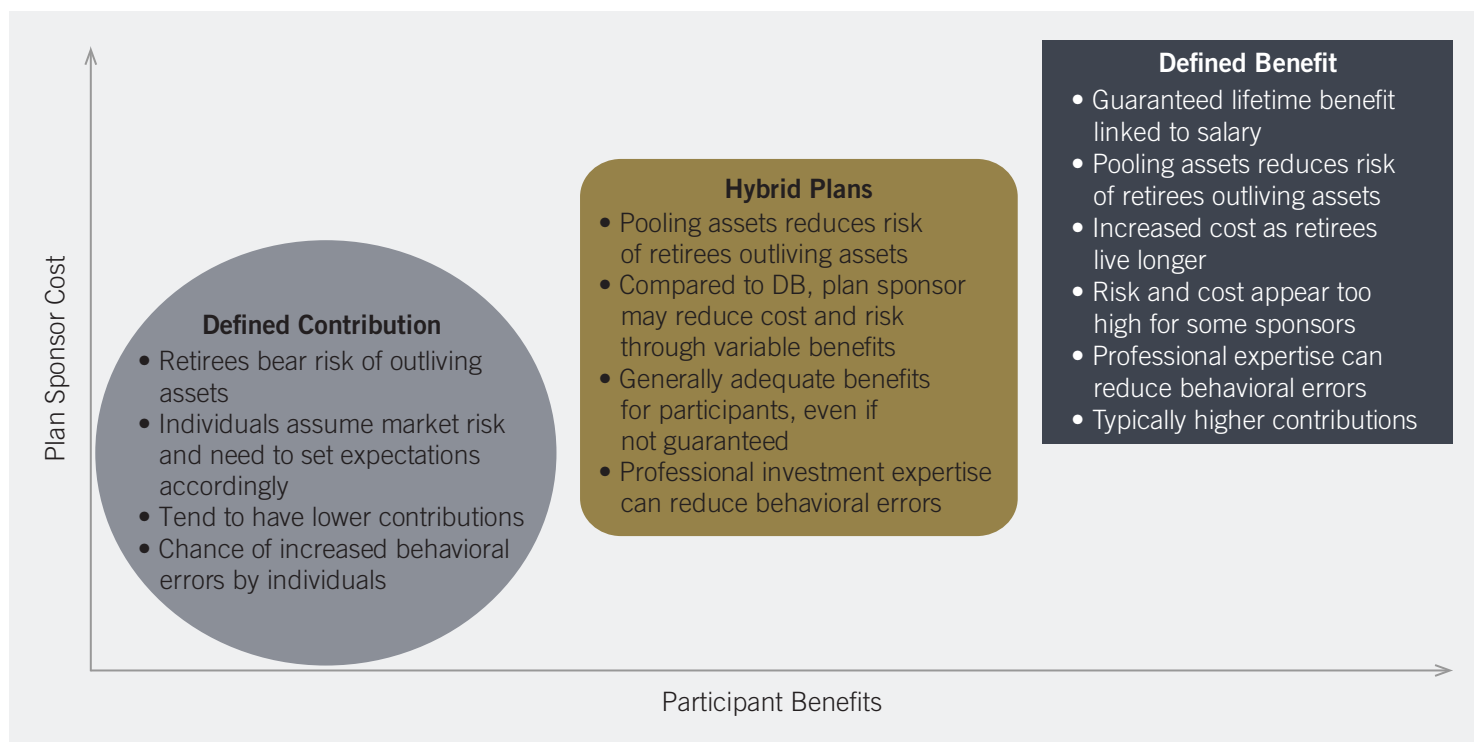 Plan Sponsor Cost
Defined Contribution
• Retirees bear risk of outliving
assets
• Individuals assume market risk
and need to set expectations
accordingly
• Tend to have lower contributions
• Chance of increased behavioral
errors by individuals
Hybrid Plans
• Pooling assets reduces risk
of retirees outliving assets
• Compared to DB, plan sponsor
may reduce cost and risk
through variable benefits
• Generally adequate benefits
for participants, even if
not guaranteed
• Professional investment expertise
can reduce behavioral errors
Defined Benefit
• Guaranteed lifetime benefit
linked to salary
• Pooling assets reduces risk
of retirees outliving assets
• Increased cost as retirees
live longer
• Risk and cost appear too
high for some sponsors
• Professional expertise can
reduce behavioral errors
• Typically higher contributions
Participant Benefits